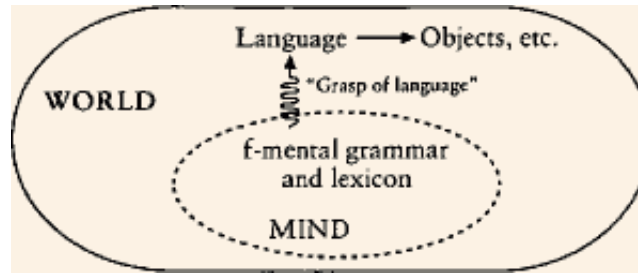 Language → Objects, etc.
"Grasp of language"
WORLD
f-mental grammar
and lexicon
MIND